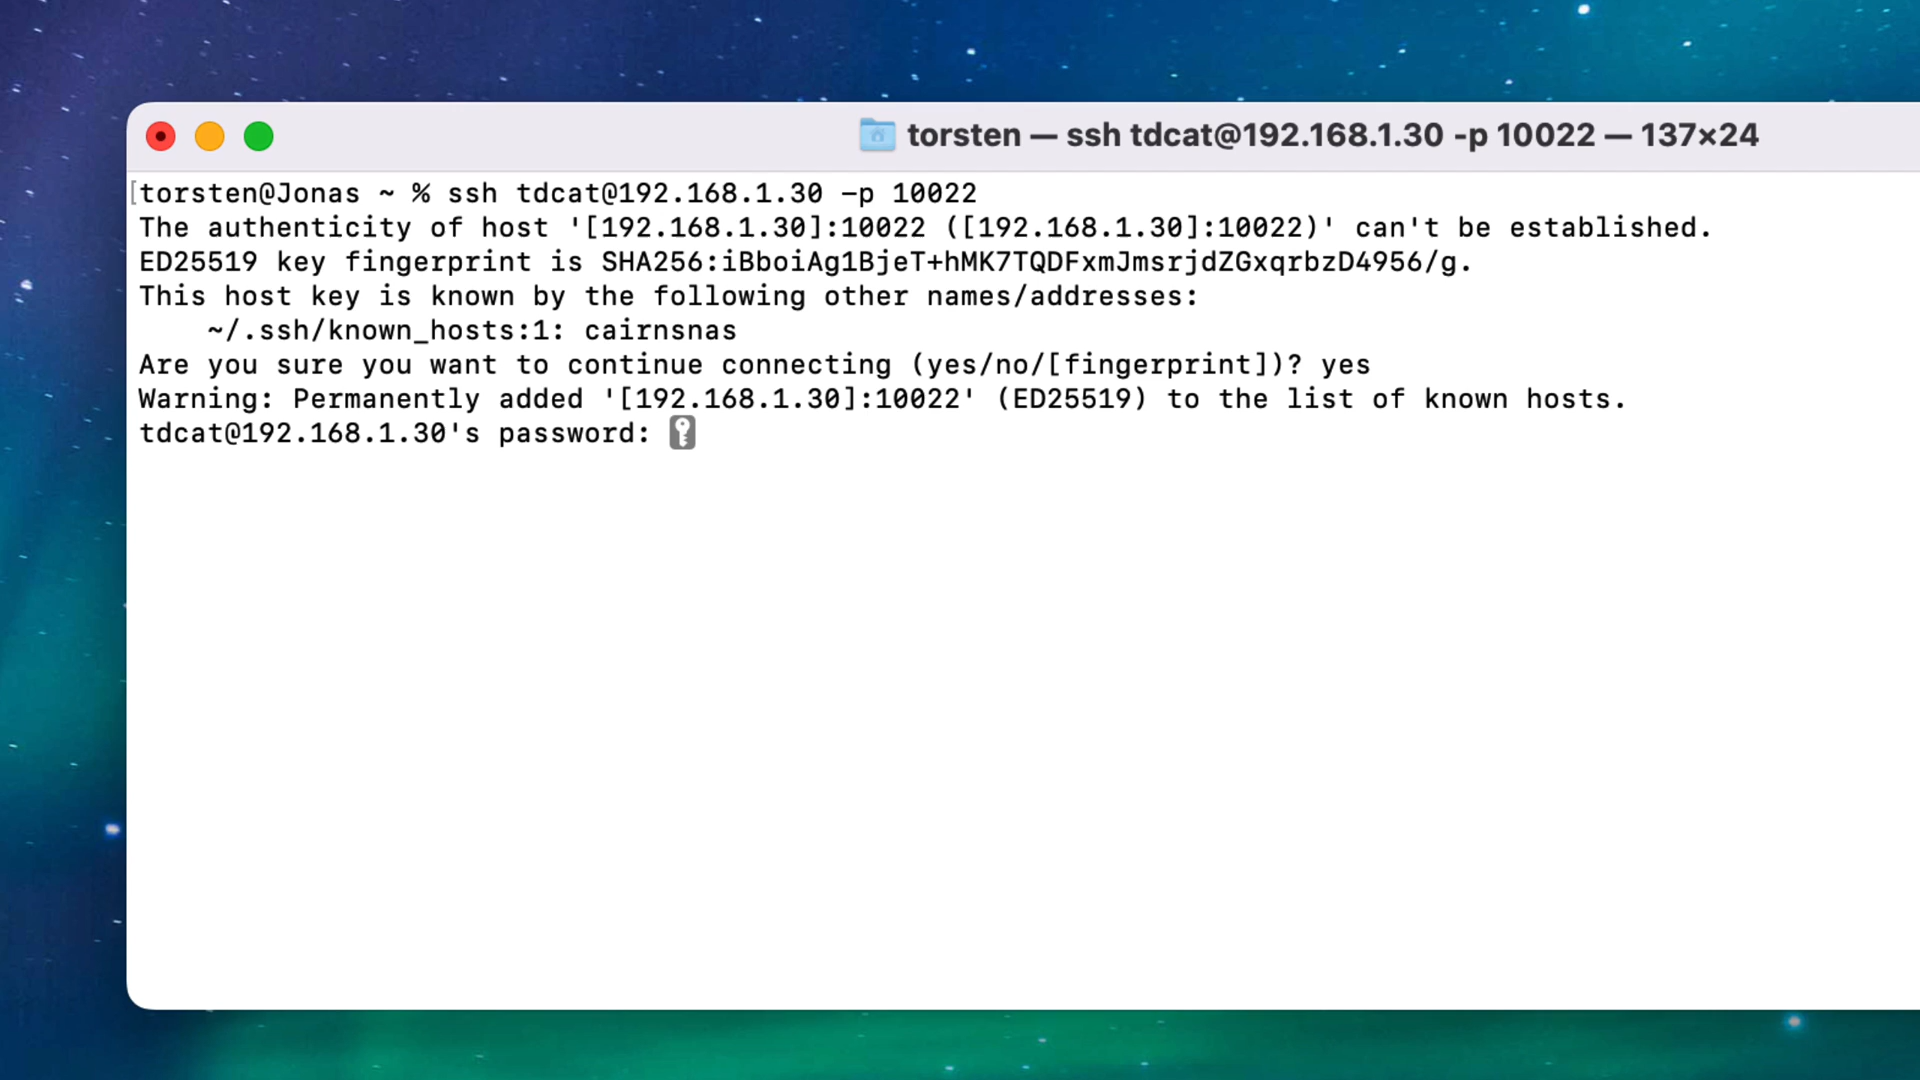 torsten — ssh tdcat@192.168.1.30 -p 10022 — 137×24
[torsten@Jonas ~ % ssh tdcat@192.168.1.30 -p 10022
The authenticity of host '[192.168.1.30]:10022 ([192.168.1.30]:10022)' can't be established.
ED25519 key fingerprint is SHA256:iBboiAg1BjeT+hMK7TQDFxmJmsrjdZGxqrbzD4956/g.
This host key is known by the following other names/addresses:
    ~/.ssh/known_hosts:1: cairnsnas
Are you sure you want to continue connecting (yes/no/[fingerprint])? yes
Warning: Permanently added '[192.168.1.30]:10022' (ED25519) to the list of known hosts.
tdcat@192.168.1.30's password: